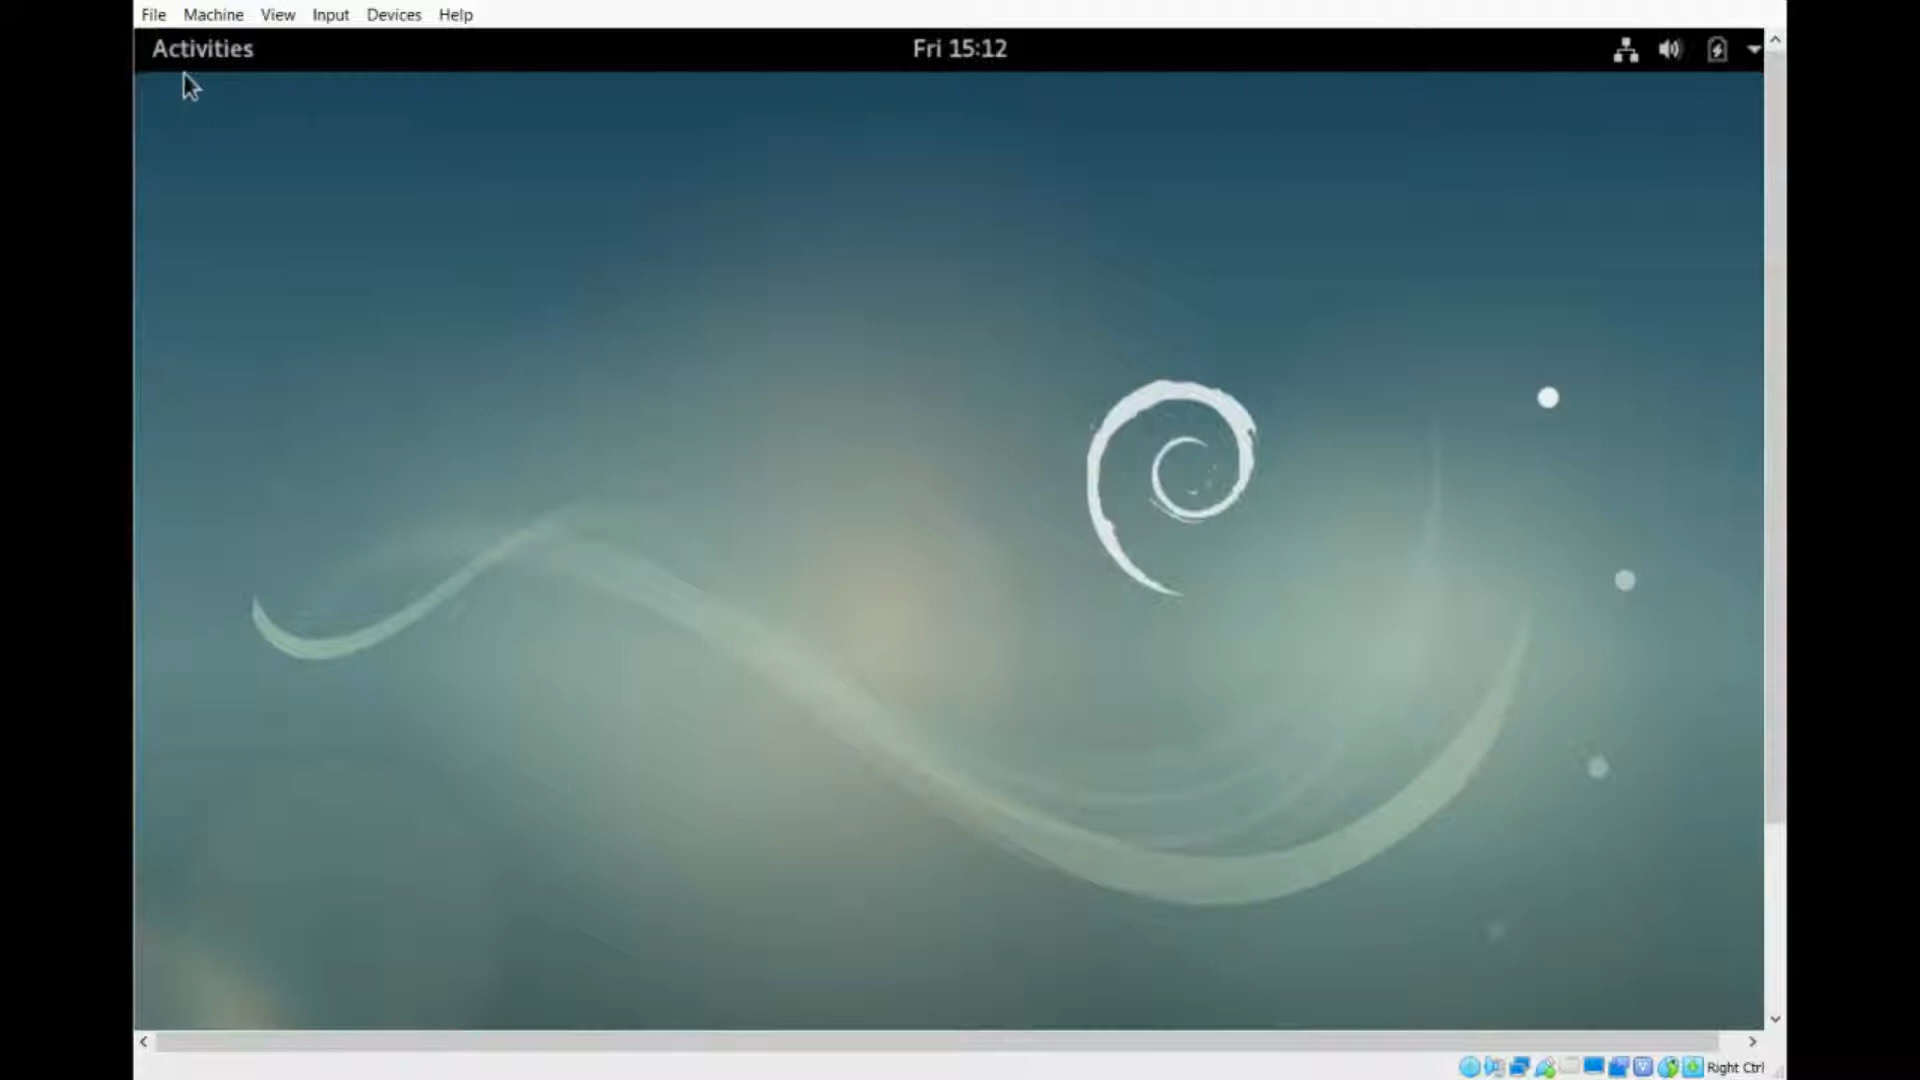 File Machine View Input Devices Help
Activities Fri 15:12
Right Ctrl